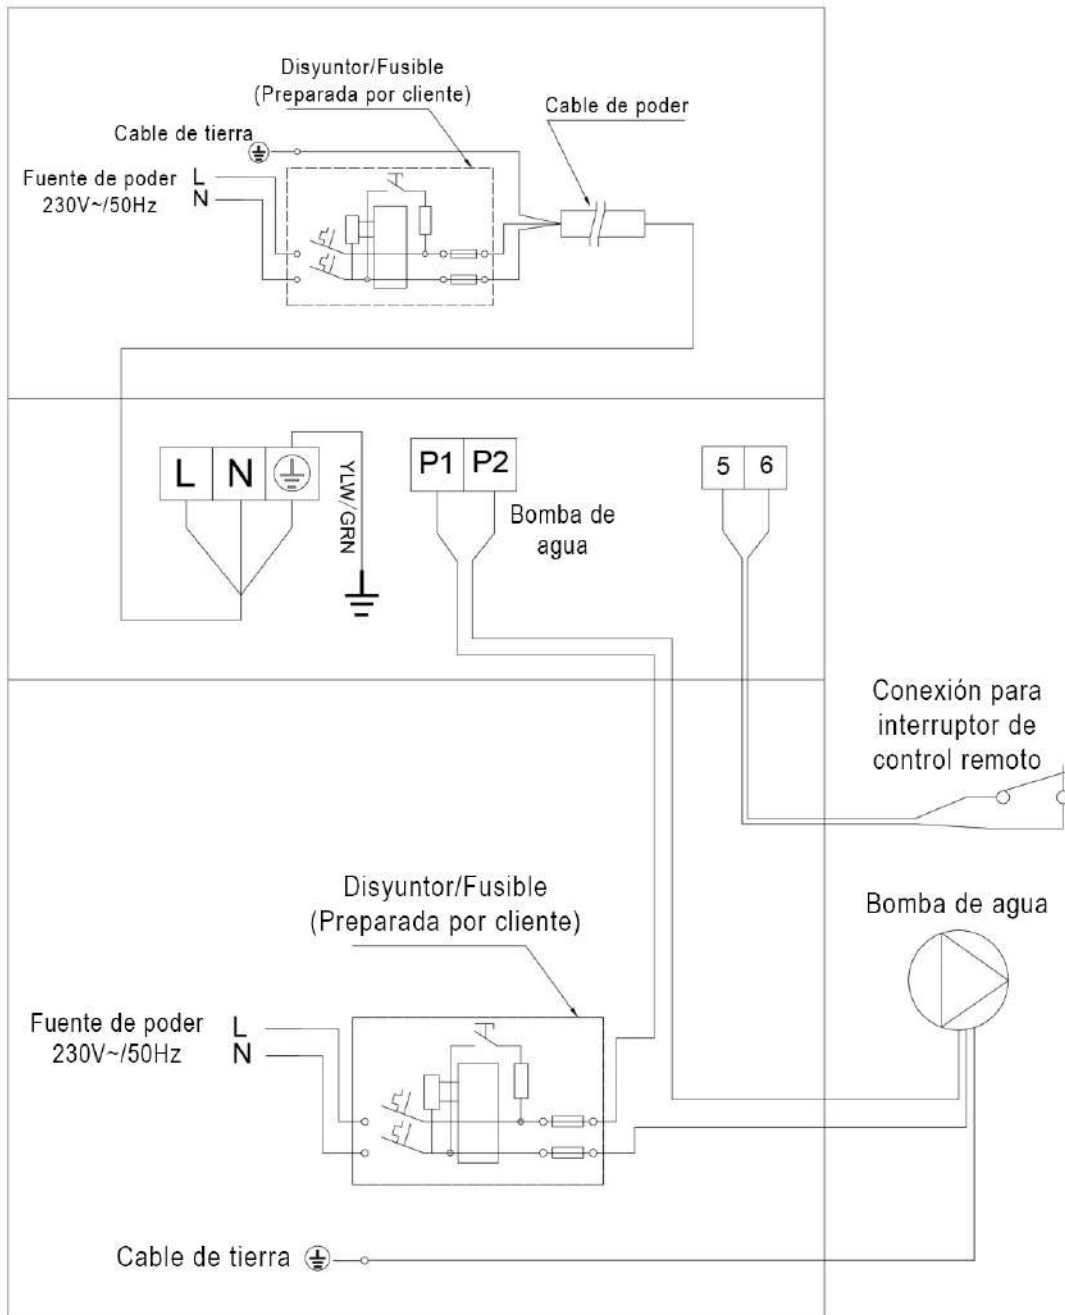 Disyuntor/Fusible
(Preparada por cliente)
Cable de poder
Cable de tierra
Fuente de poder L
230V~/50Hz N
L N
YLW/GRN
P1 P2
Bomba de
agua
5 6
Conexión para
interruptor de
control remoto
Disyuntor/Fusible
(Preparada por cliente)
Bomba de agua
Fuente de poder L
230V~/50Hz N
Cable de tierra